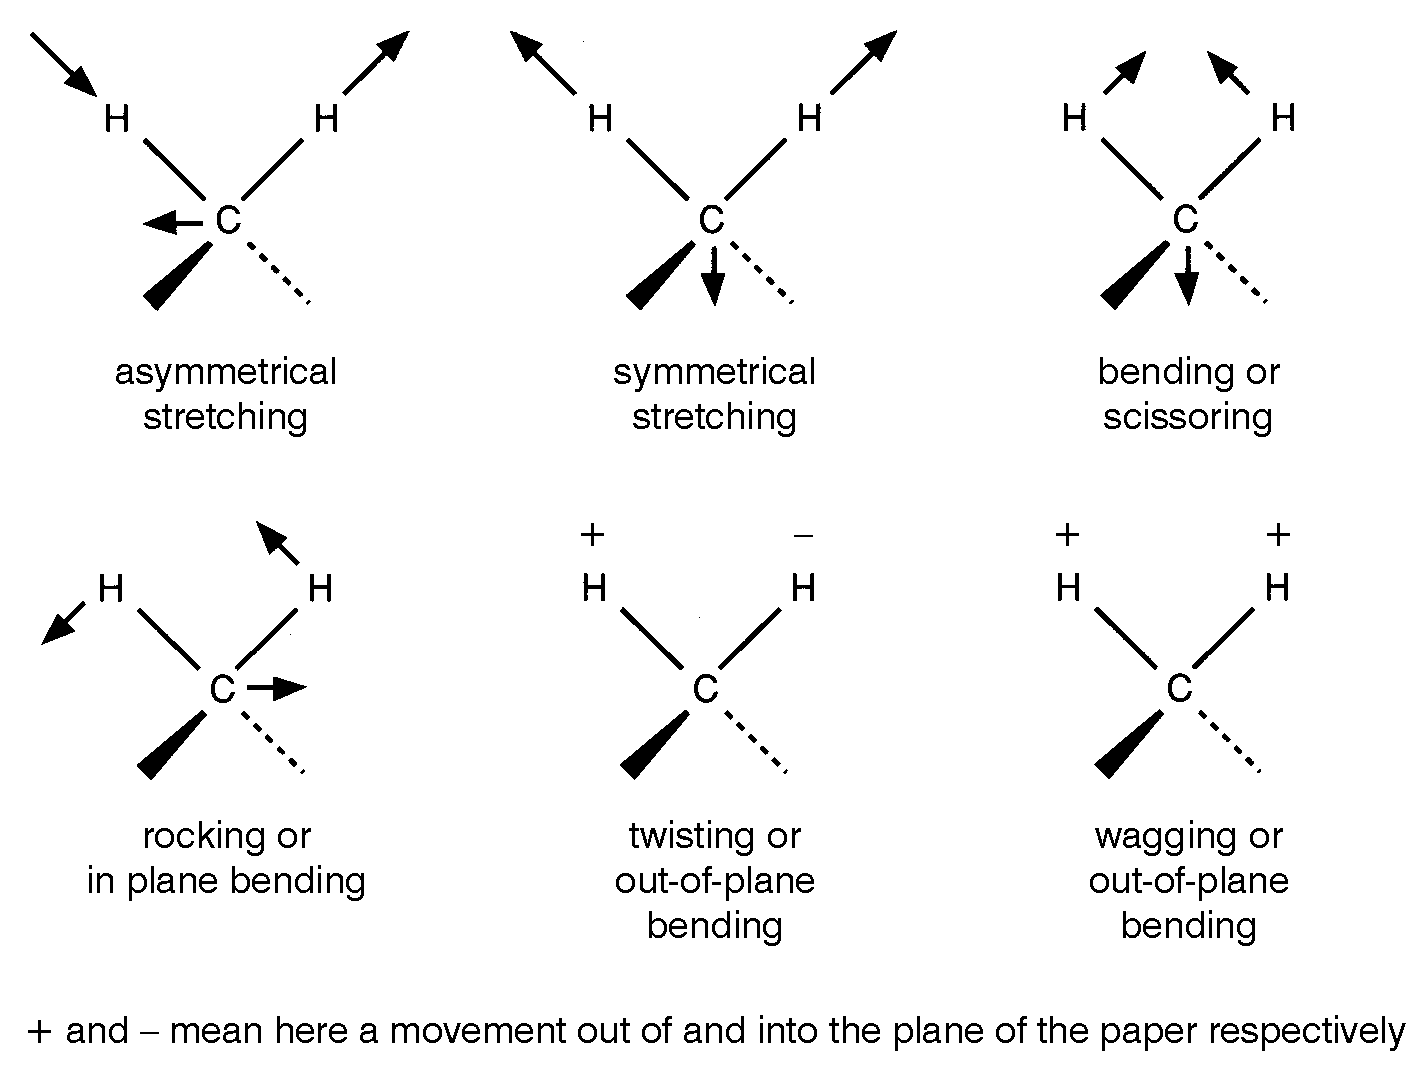 H H
C
asymmetrical
stretching
H H
C
symmetrical
stretching
H H
C
bending or
scissoring
H H
C
rocking or
in plane bending
+ –
H H
C
twisting or
out-of-plane
bending
+ +
H H
C
wagging or
out-of-plane
bending
+ and – mean here a movement out of and into the plane of the paper respectively